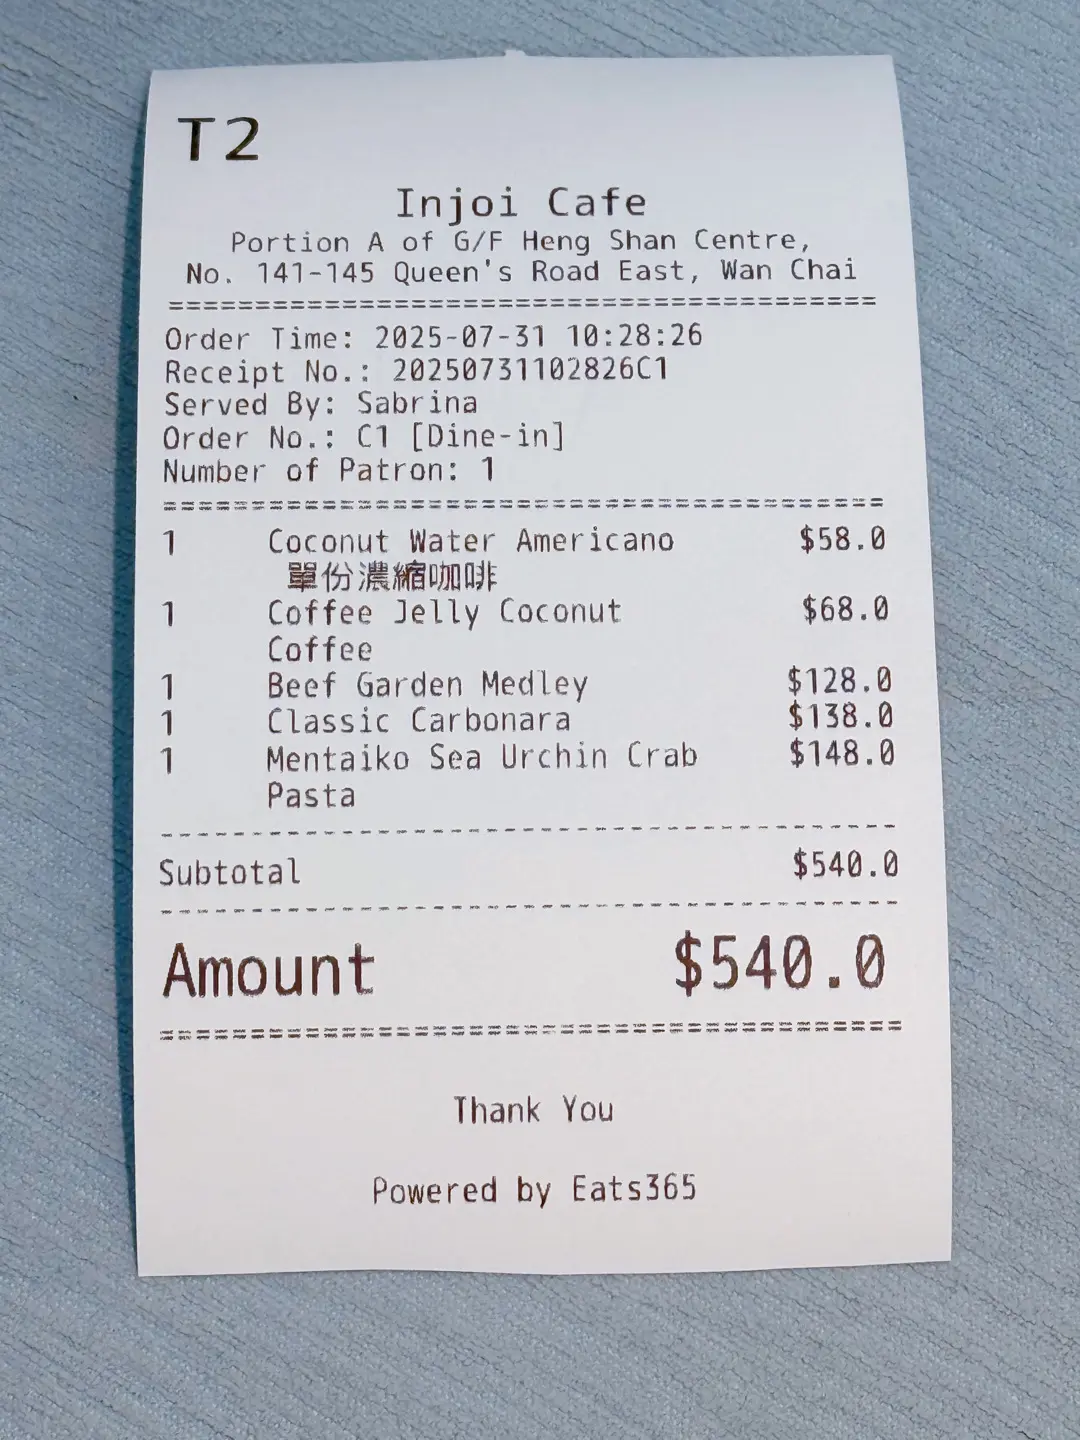 T2
Injoi Cafe
Portion A of G/F Heng Shan Centre,
No. 141-145 Queen's Road East, Wan Chai
=========================================
Order Time: 2025-07-31 10:28:26
Receipt No.: 20250731102826C1
Served By: Sabrina
Order No.: C1 [Dine-in]
Number of Patron: 1
=========================================
1 Coconut Water Americano $58.0
單份濃縮咖啡
1 Coffee Jelly Coconut $68.0
Coffee
1 Beef Garden Medley $128.0
1 Classic Carbonara $138.0
1 Mentaiko Sea Urchin Crab $148.0
Pasta
-----------------------------------------
Subtotal $540.0
-----------------------------------------
Amount $540.0
=========================================
Thank You
Powered by Eats365